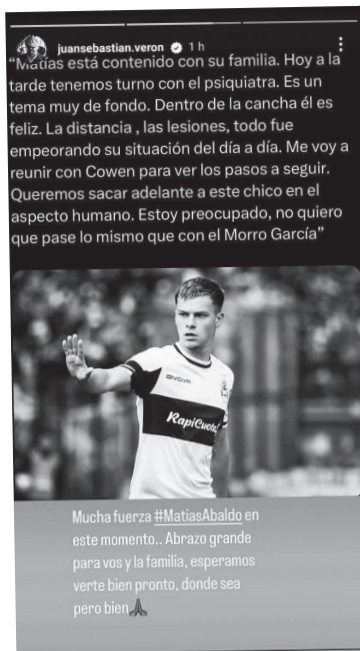 juansebastian.veron 1 h
“Matías está contenido con su familia. Hoy a la
tarde tenemos turno con el psiquiatra. Es un
tema muy de fondo. Dentro de la cancha él es
feliz. La distancia , las lesiones, todo fue
empeorando su situación del día a día. Me voy a
reunir con Cowen para ver los pasos a seguir.
Queremos sacar adelante a este chico en el
aspecto humano. Estoy preocupado, no quiero
que pase lo mismo que con el Morro García”
GIVOVA
RapiCuotas
Mucha fuerza #MatiasAbaldo en
este momento.. Abrazo grande
para vos y la familia, esperamos
verte bien pronto, donde sea
pero bien🙏